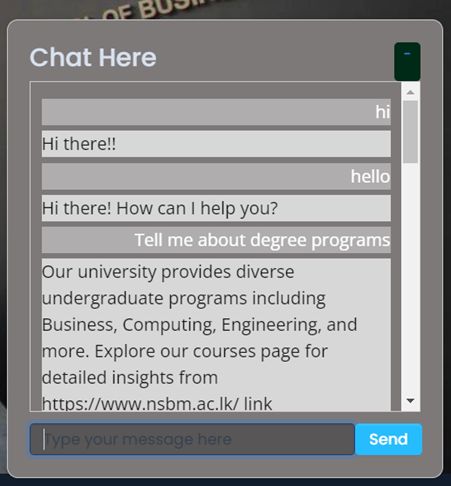 OF BUSIN
Chat Here
-
hi
Hi there!!
hello
Hi there! How can I help you?
Tell me about degree programs
Our university provides diverse
undergraduate programs including
Business, Computing, Engineering, and
more. Explore our courses page for
detailed insights from
https://www.nsbm.ac.lk/ link
Type your message here
Send